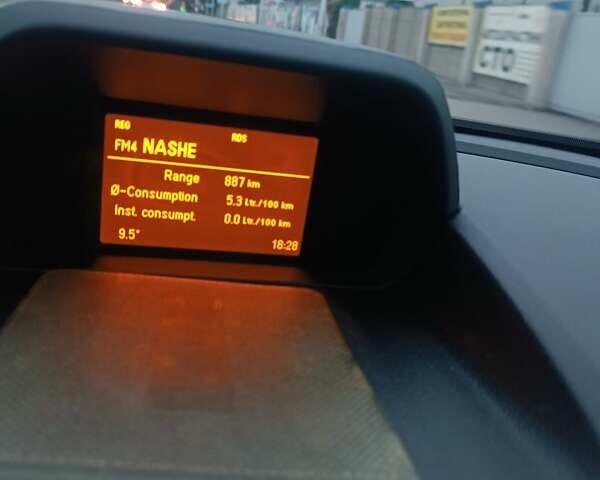 СТО
REG RDS
FM4 NASHE
Range 887 km
Ø-Consumption 5.3 Ltr./100 km
Inst. consumpt. 0.0 Ltr./100 km
9.5° 18:28